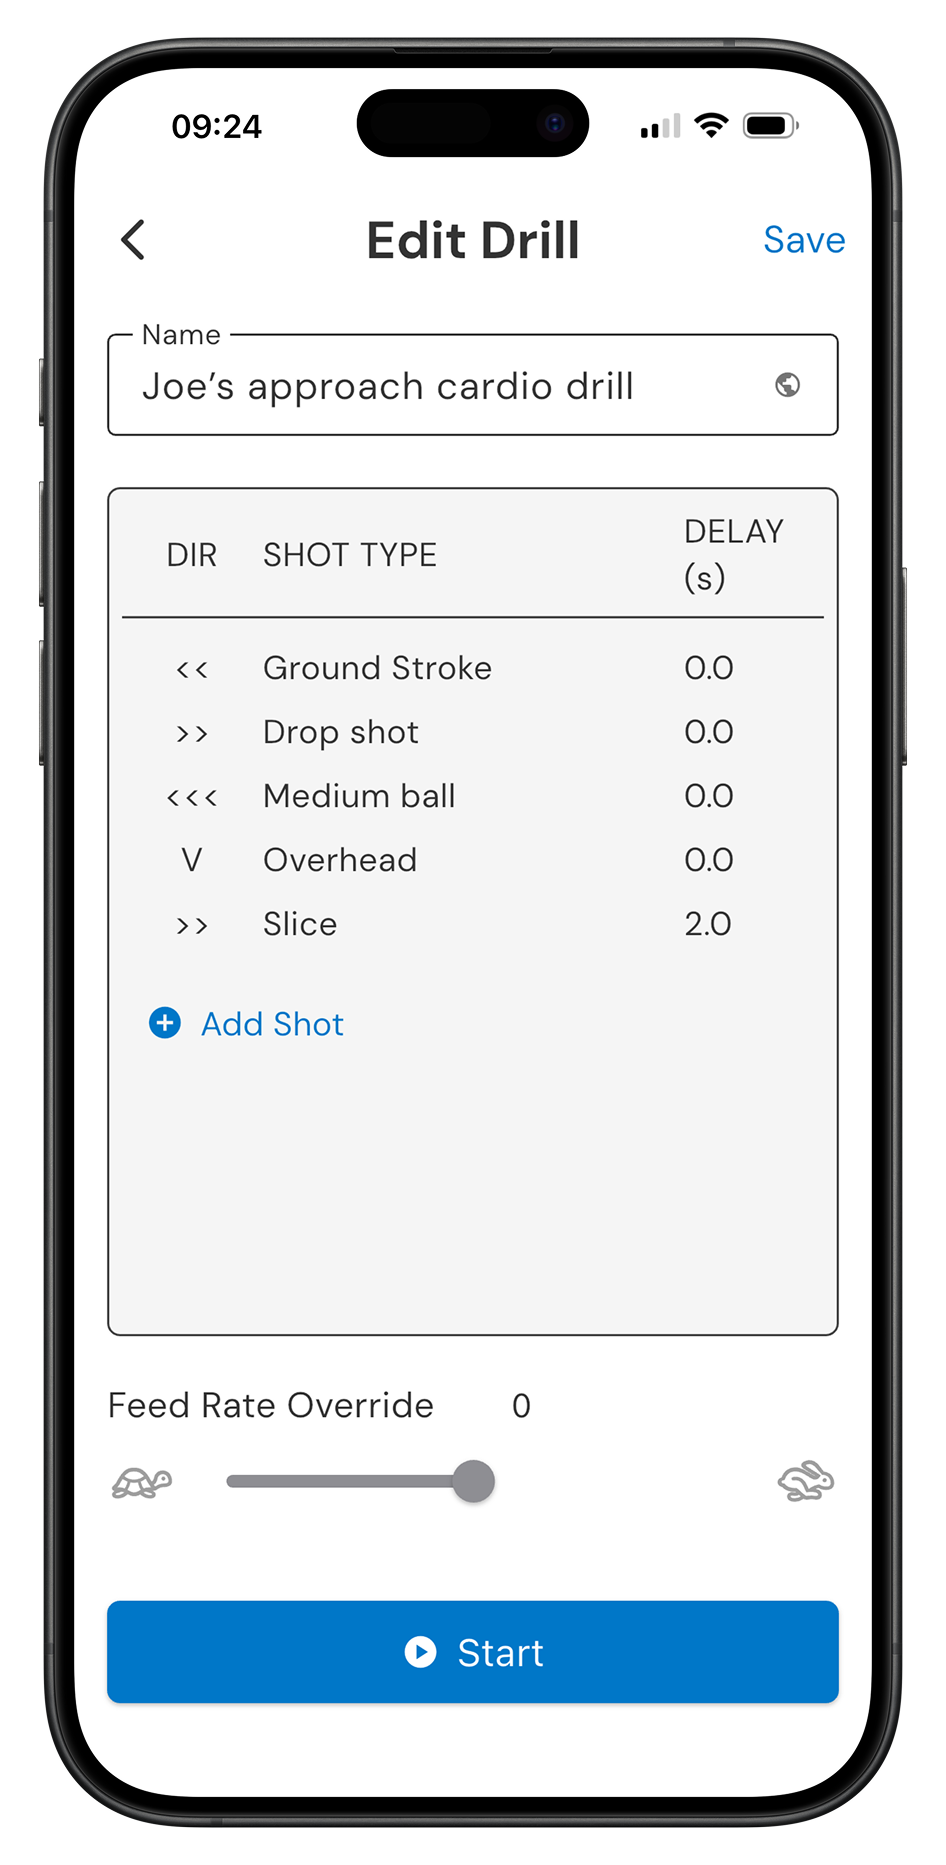 09:24
Edit Drill
Save
Name
Joe’s approach cardio drill
DIR SHOT TYPE DELAY (s)
<< Ground Stroke 0.0
>> Drop shot 0.0
<<< Medium ball 0.0
V Overhead 0.0
>> Slice 2.0
Add Shot
Feed Rate Override 0
Start